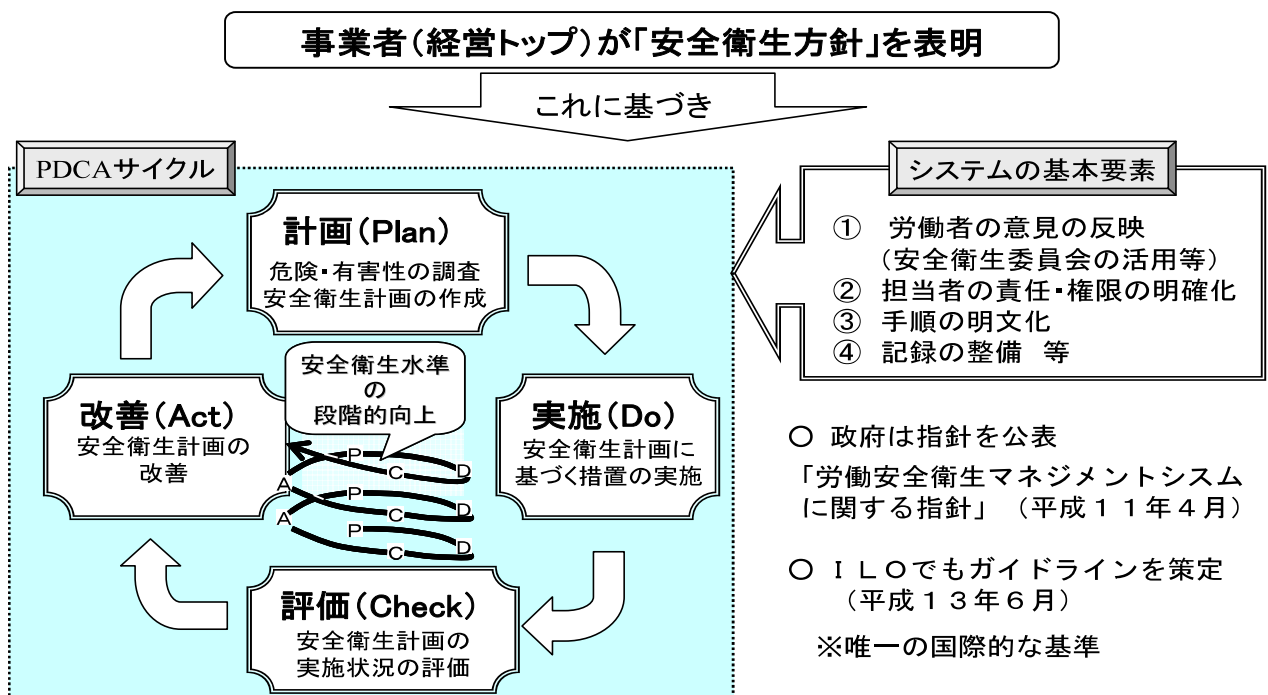 事業者(経営トップ)が「安全衛生方針」を表明
これに基づき
PDCAサイクル
計画(Plan)
危険・有害性の調査
安全衛生計画の作成
実施(Do)
安全衛生計画に
基づく措置の実施
評価(Check)
安全衛生計画の
実施状況の評価
改善(Act)
安全衛生計画の
改善
安全衛生水準
の
段階的向上
P
C
D
A
P
C
D
A
P
C
D
システムの基本要素
① 労働者の意見の反映
(安全衛生委員会の活用等)
② 担当者の責任・権限の明確化
③ 手順の明文化
④ 記録の整備 等
○ 政府は指針を公表
「労働安全衛生マネジメントシスム
に関する指針」 (平成11年4月)
○ ILOでもガイドラインを策定
(平成13年6月)
※唯一の国際的な基準